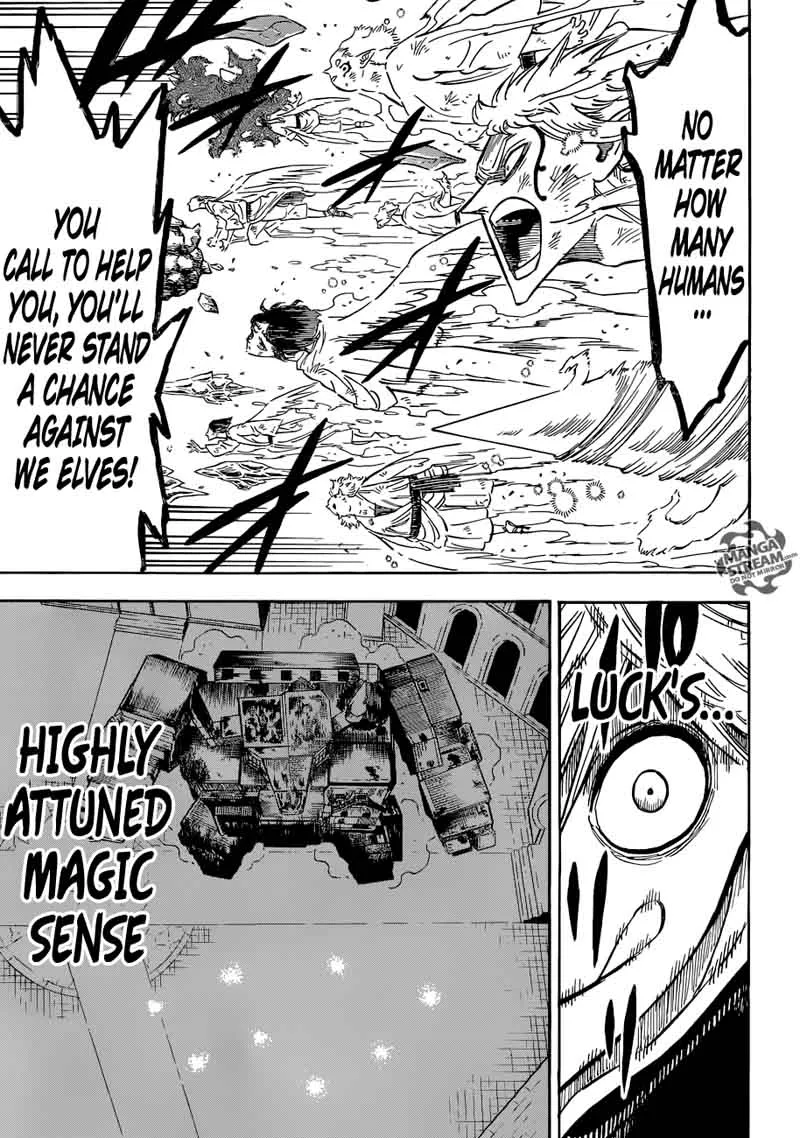 NO
MATTER
HOW
MANY
HUMANS
...
YOU
CALL TO HELP
YOU, YOU'LL
NEVER STAND
A CHANCE
AGAINST
WE ELVES!
MANGA
STREAM.com
DO NOT MIRROR
LUCK'S...
HIGHLY
ATTUNED
MAGIC
SENSE